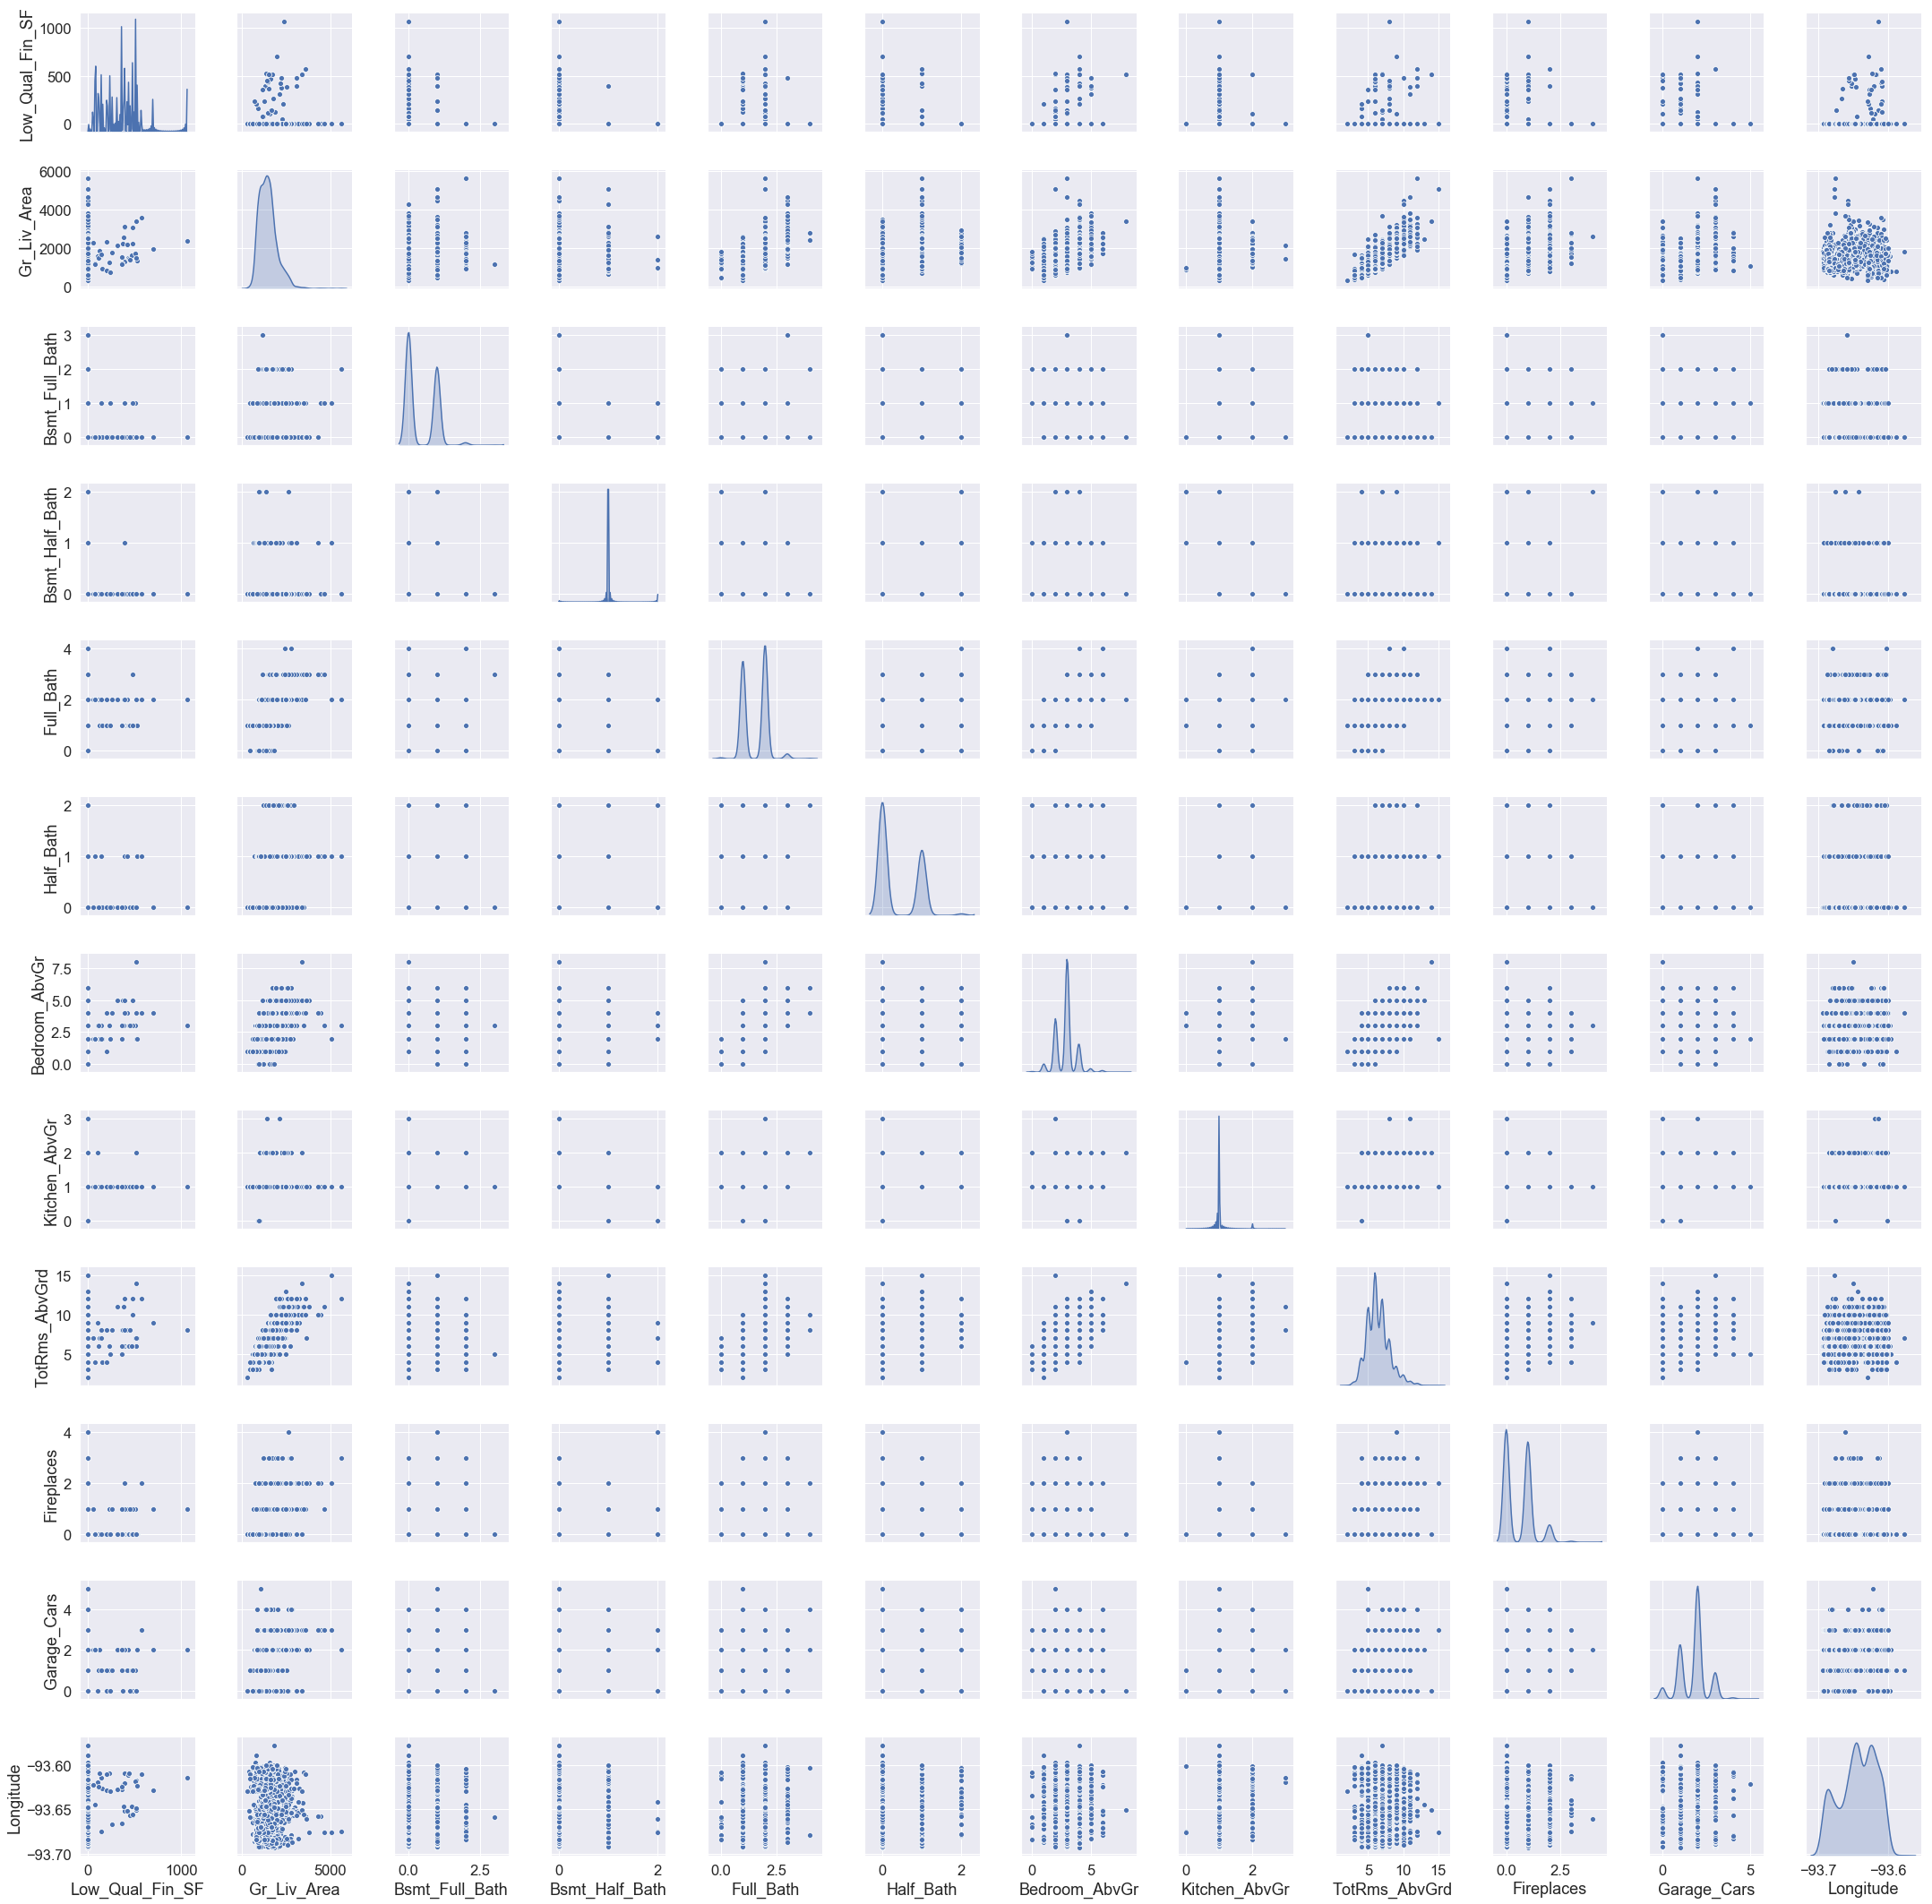 Low_Qual_Fin_SF
1000
500
0
Gr_Liv_Area
6000
4000
2000
0
Bsmt_Full_Bath
3
2
1
0
Bsmt_Half_Bath
2
1
0
Full_Bath
4
2
0
Half_Bath
2
1
0
Bedroom_AbvGr
7.5
5.0
2.5
0.0
Kitchen_AbvGr
3
2
1
0
TotRms_AbvGrd
15
10
5
Fireplaces
4
2
0
Garage_Cars
4
2
0
Longitude
−93.60
−93.65
−93.70
0 1000 0 5000 0.0 2.5 0 2 0.0 2.5 0 2 0 5 0 2 5 10 15 0.0 2.5 0 5 −93.7 −93.6
Low_Qual_Fin_SF Gr_Liv_Area Bsmt_Full_Bath Bsmt_Half_Bath Full_Bath Half_Bath Bedroom_AbvGr Kitchen_AbvGr TotRms_AbvGrd Fireplaces Garage_Cars Longitude